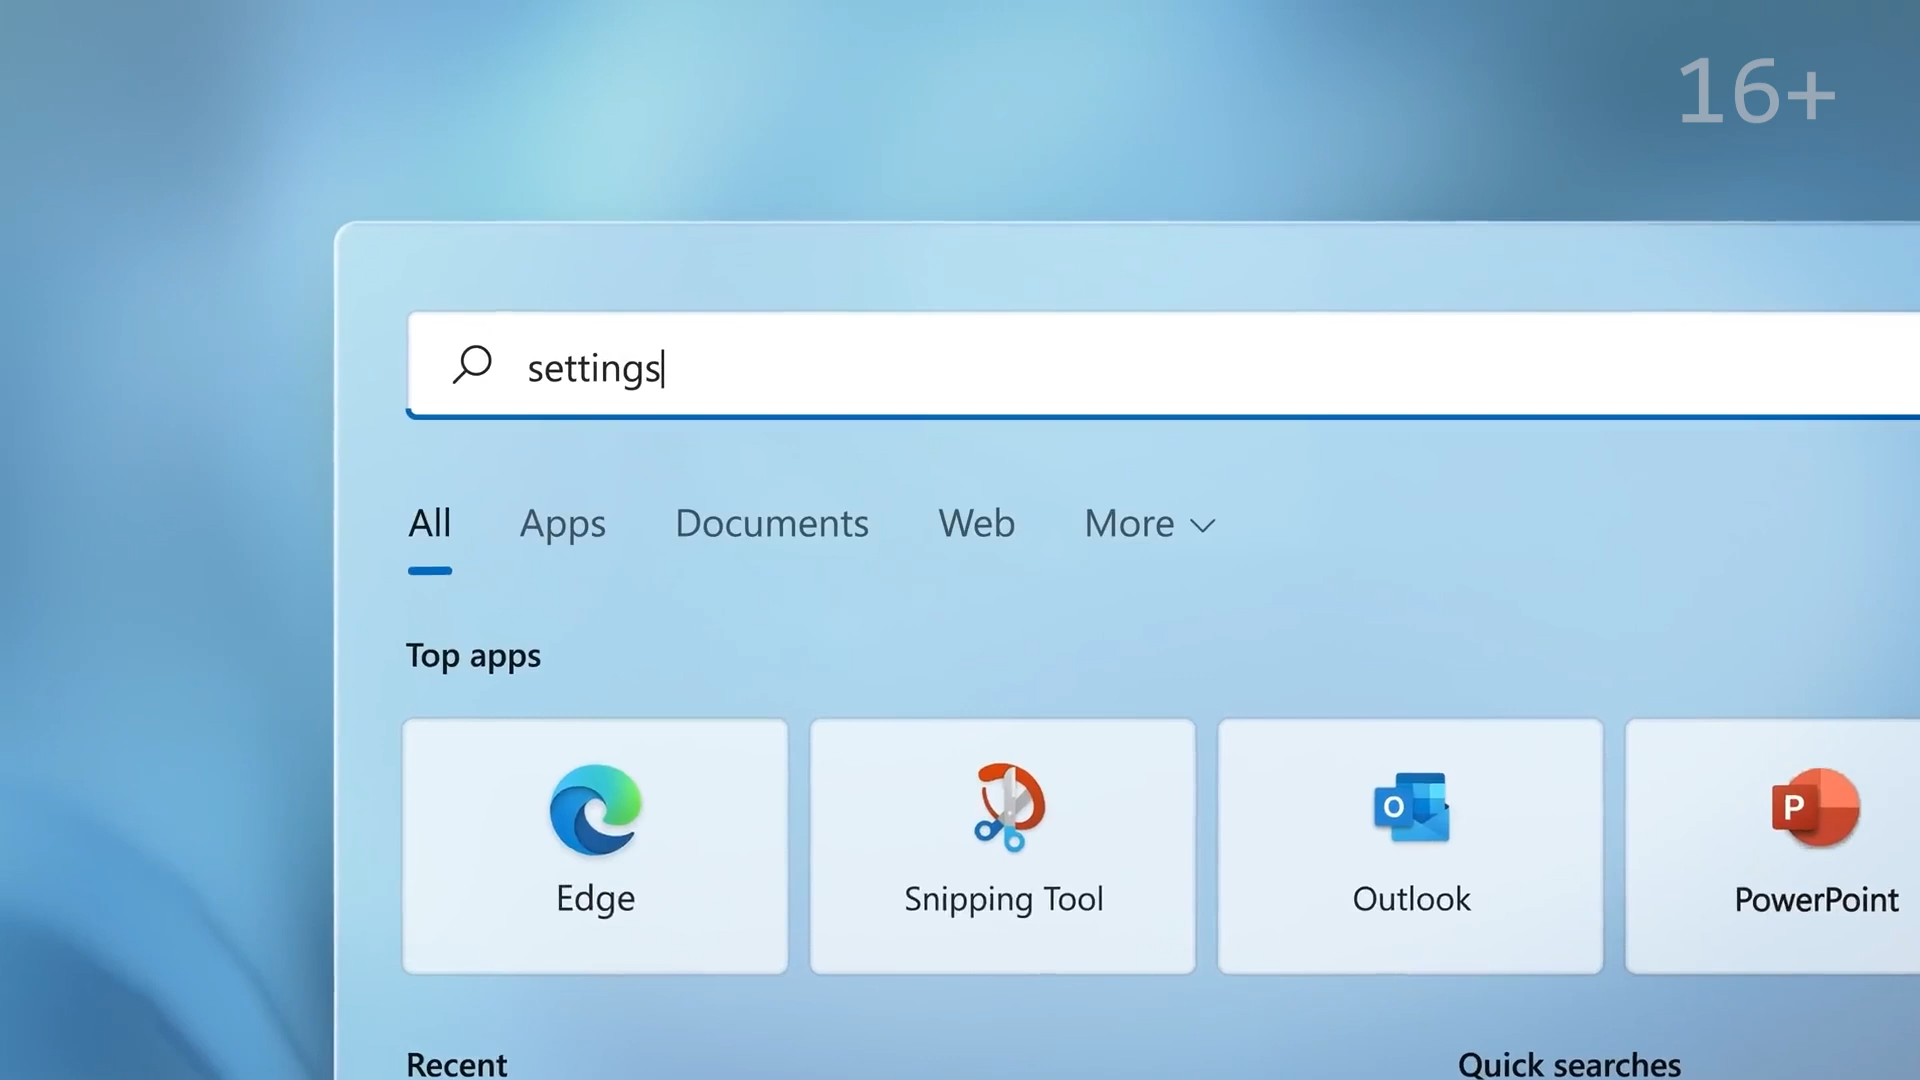 16+
settings
All Apps Documents Web More
Top apps
Edge Snipping Tool Outlook PowerPoint
Recent Quick searches